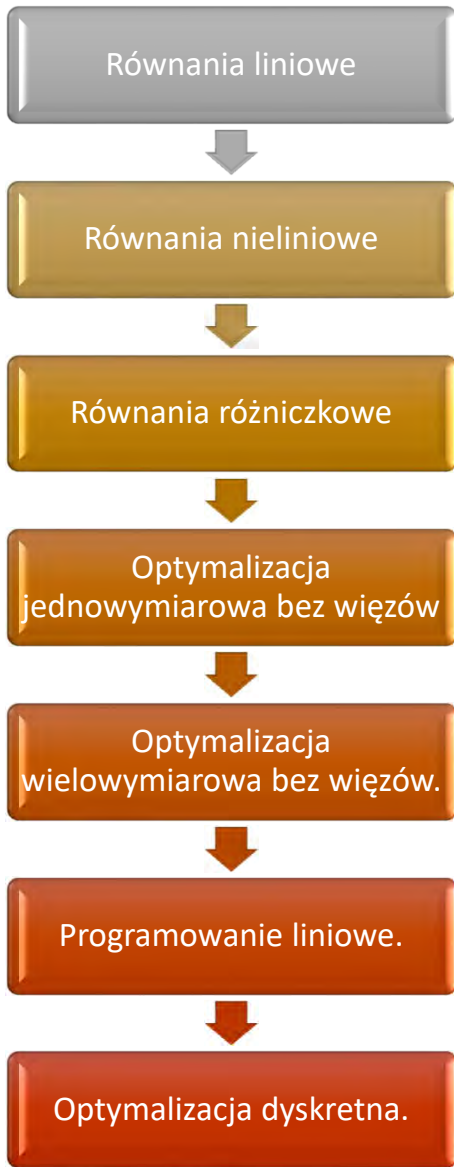 Równania liniowe
Równania nieliniowe
Równania różniczkowe
Optymalizacja
jednowymiarowa bez więzów
Optymalizacja
wielowymiarowa bez więzów.
Programowanie liniowe.
Optymalizacja dyskretna.